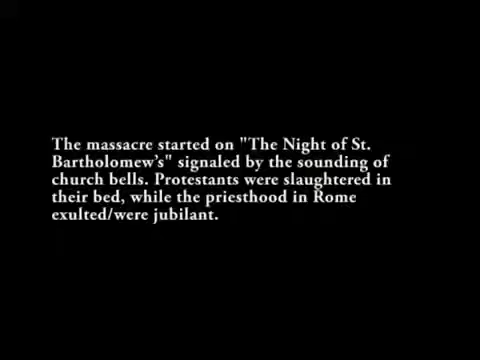 The massacre started on "The Night of St.
Bartholomew’s" signaled by the sounding of
church bells. Protestants were slaughtered in
their bed, while the priesthood in Rome
exulted/were jubilant.